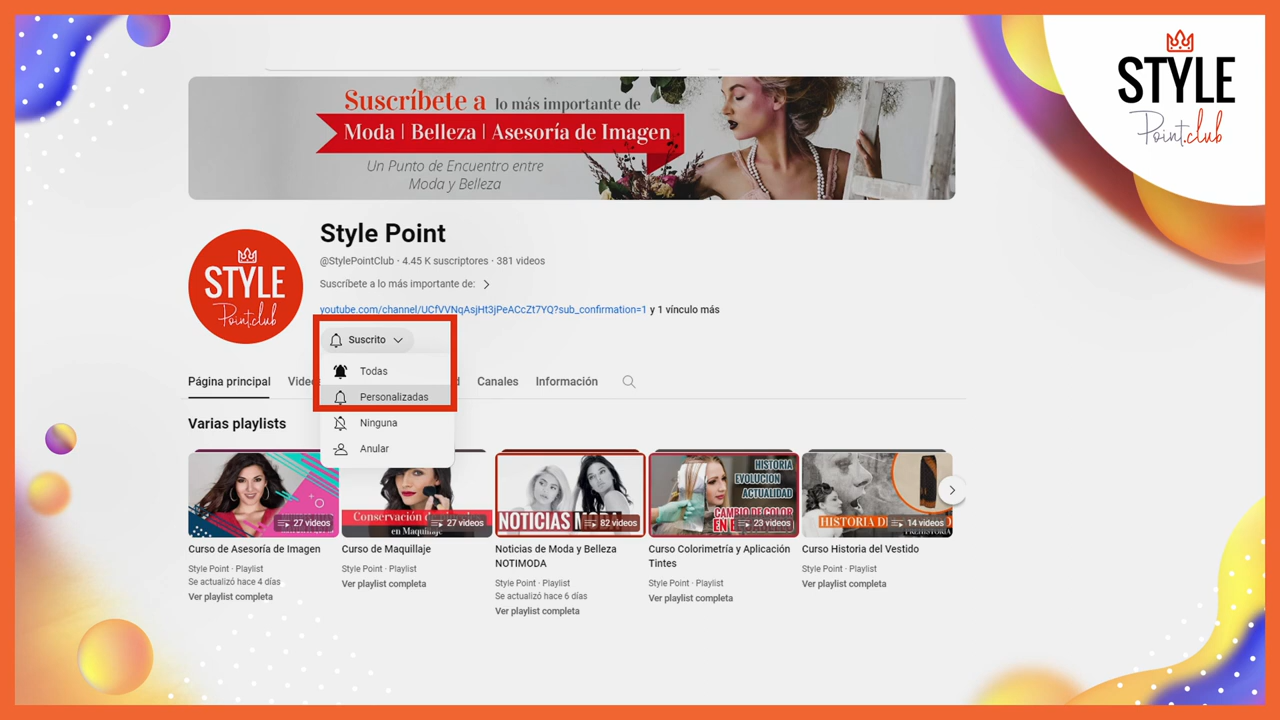 STYLE
Point.club
Suscríbete a lo más importante de
Moda | Belleza | Asesoría de Imagen
Un Punto de Encuentro entre
Moda y Belleza
STYLE
Point.club
Style Point
@StylePointClub · 4.45 K suscriptores · 381 videos
Suscríbete a lo más importante de:
youtube.com/channel/UCfVVNqAsjHt3jPeACcZt7YQ?sub_confirmation=1 y 1 vínculo más
Suscrito
Todas
Personalizadas
Ninguna
Anular
Página principal
Canales
Información
Varias playlists
27 videos
Conservación
en Maquillaje
27 videos
NOTICIAS
82 videos
HISTORIA
EVOLUCION
ACTUALIDAD
CAMBIO DE COLOR
23 videos
HISTORIA
14 videos
PREHISTORIA
Curso de Asesoría de Imagen
Style Point · Playlist
Se actualizó hace 4 días
Ver playlist completa
Curso de Maquillaje
Style Point · Playlist
Ver playlist completa
Noticias de Moda y Belleza
NOTIMODA
Style Point · Playlist
Se actualizó hace 6 días
Ver playlist completa
Curso Colorimetría y Aplicación
Tintes
Style Point · Playlist
Ver playlist completa
Curso Historia del Vestido
Style Point · Playlist
Ver playlist completa